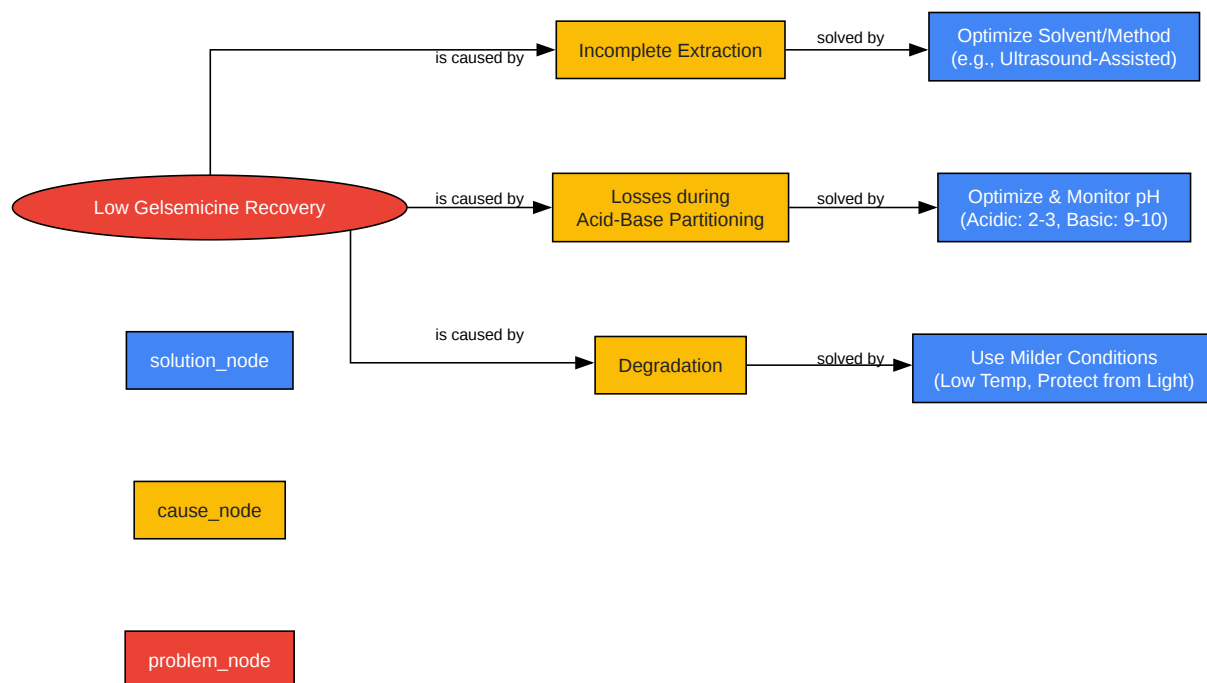 Incomplete Extraction
solved by
Optimize Solvent/Method
(e.g., Ultrasound-Assisted)
is caused by
Low Gelsemicine Recovery
is caused by
Losses during
Acid-Base Partitioning
solved by
Optimize & Monitor pH
(Acidic: 2-3, Basic: 9-10)
is caused by
Degradation
solved by
Use Milder Conditions
(Low Temp, Protect from Light)
solution_node
cause_node
problem_node